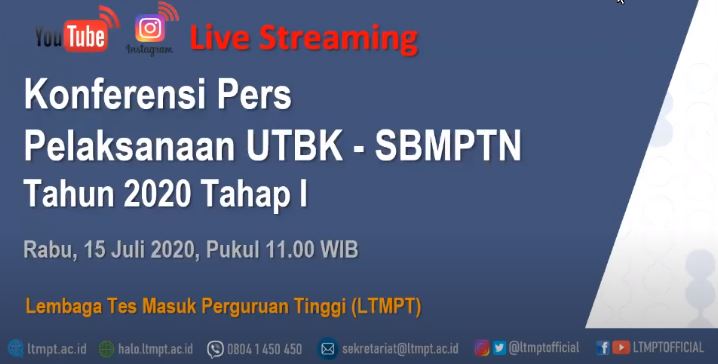 YouTube Instagram Live Streaming
Konferensi Pers
Pelaksanaan UTBK - SBMPTN
Tahun 2020 Tahap I
Rabu, 15 Juli 2020, Pukul 11.00 WIB
Lembaga Tes Masuk Perguruan Tinggi (LTMPT)
ltmpt.ac.id halo.ltmpt.ac.id 0804 1 450 450 sekretariat@ltmpt.ac.id @ltmptofficial LTMPTOFFICIAL